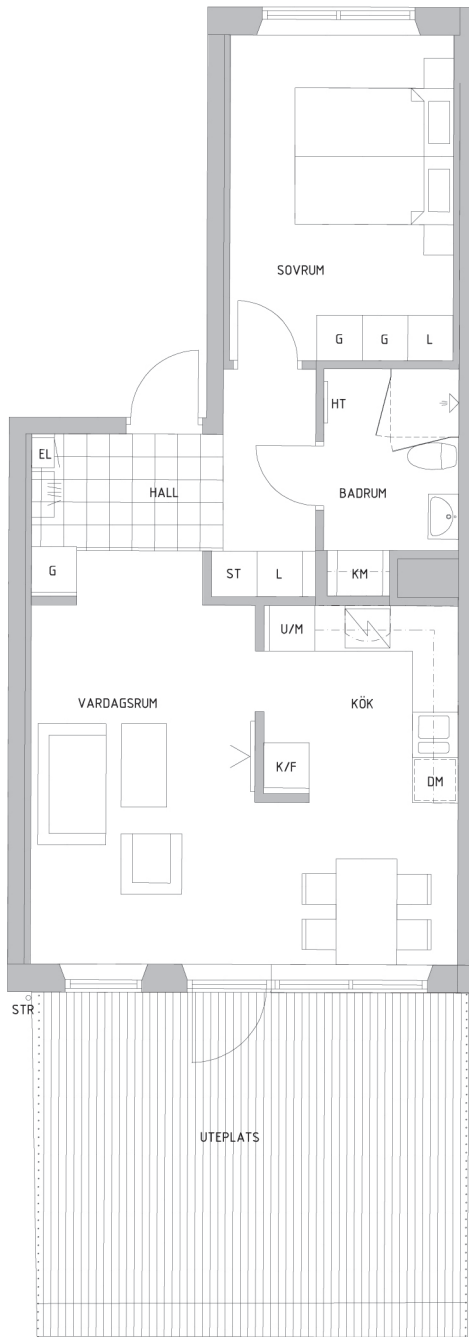 SOVRUM
G G L
HT
EL
HALL
BADRUM
G
ST L
KM
U/M
VARDAGSRUM
KÖK
K/F
DM
STR
UTEPLATS